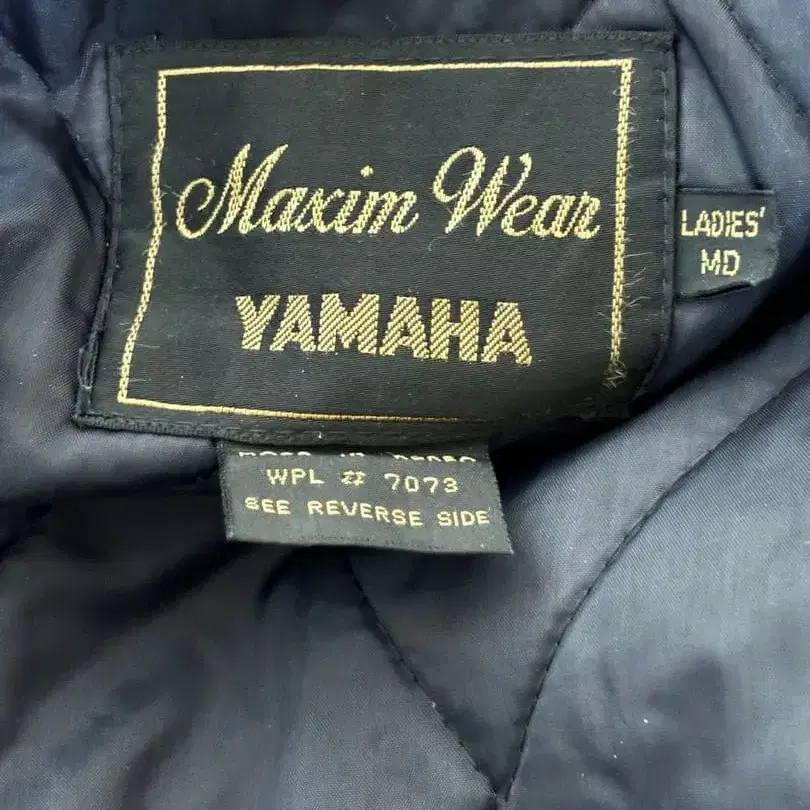 Maxim Wear
YAMAHA
LADIES'
MD
WPL # 7073
SEE REVERSE SIDE